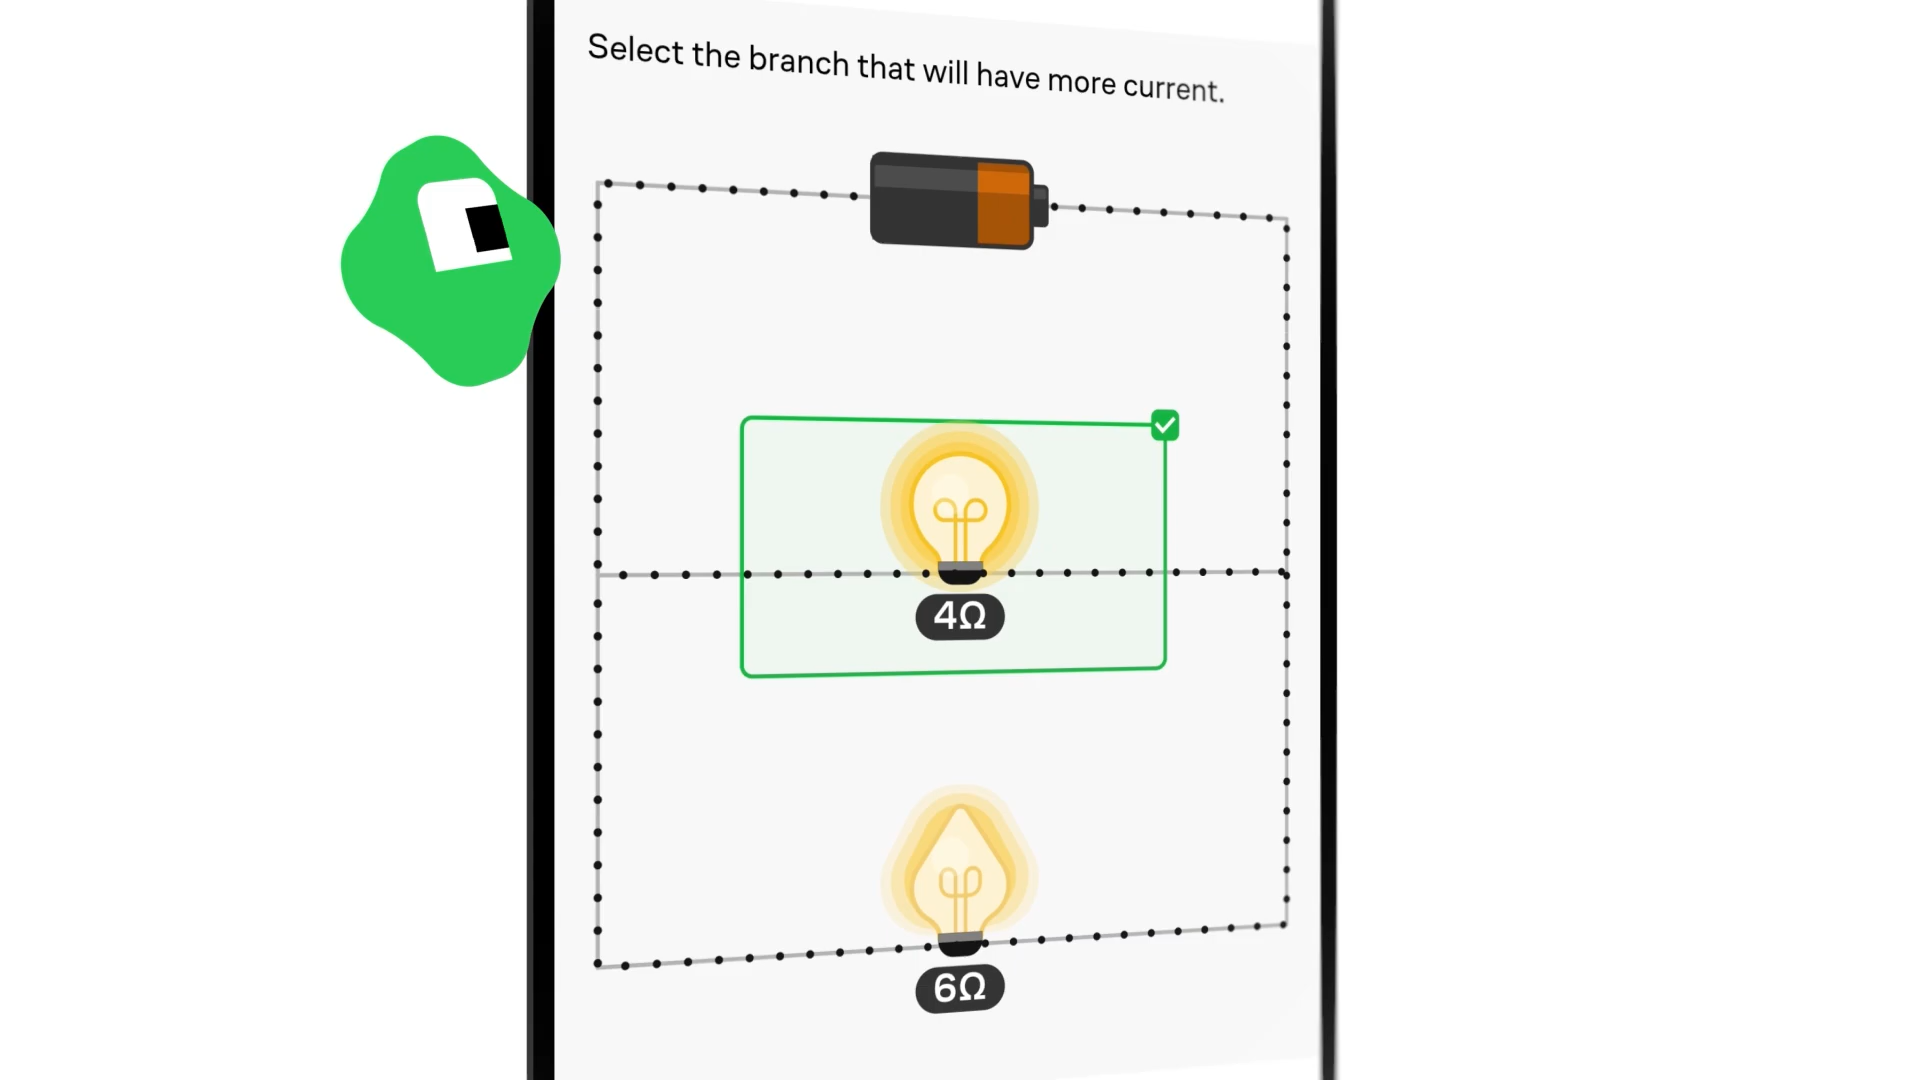 Select the branch that will have more current.
4Ω
6Ω